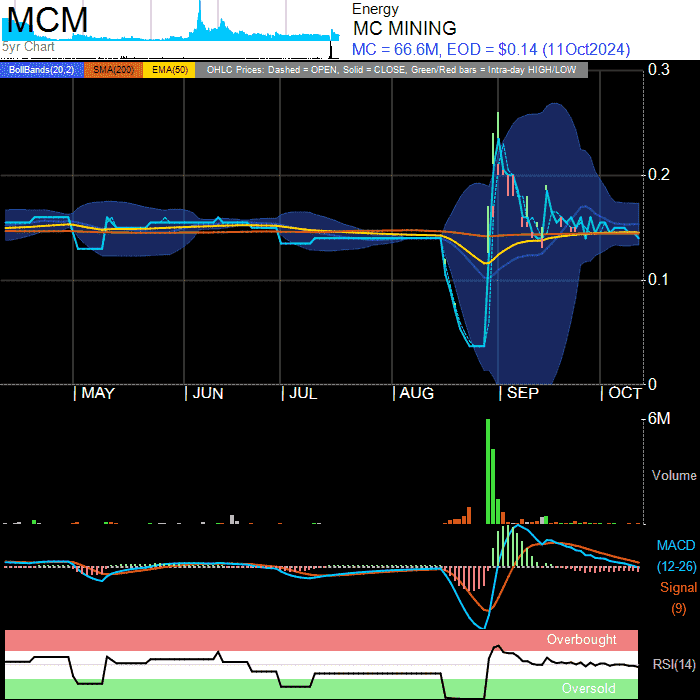 MCM
5yr Chart
Energy
MC MINING
MC = 66.6M, EOD = $0.14 (11Oct2024)
BollBands(20,2) SMA(200) EMA(50) OHLC Prices: Dashed = OPEN, Solid = CLOSE, Green/Red bars = Intra-day HIGH/LOW
0.3
0.2
0.1
0
MAY JUN JUL AUG SEP OCT
6M
Volume
MACD
(12-26)
Signal
(9)
Overbought
RSI(14)
Oversold